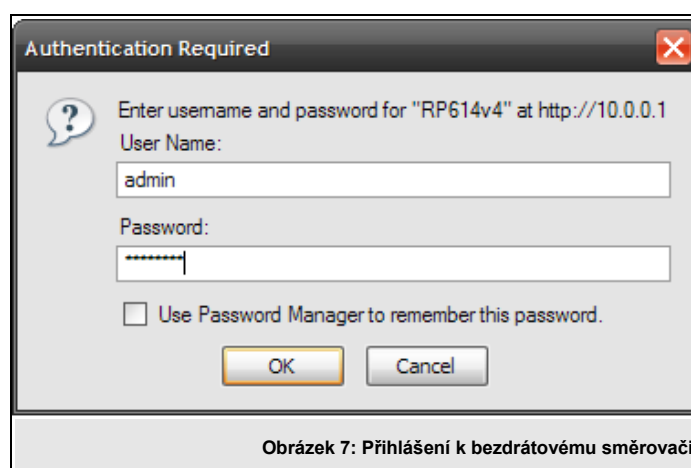 Authentication Required
Enter username and password for "RP614v4" at http://10.0.0.1
User Name:
admin
Password:
********
Use Password Manager to remember this password.
OK
Cancel
Obrázek 7: Přihlášení k bezdrátovému směrovači